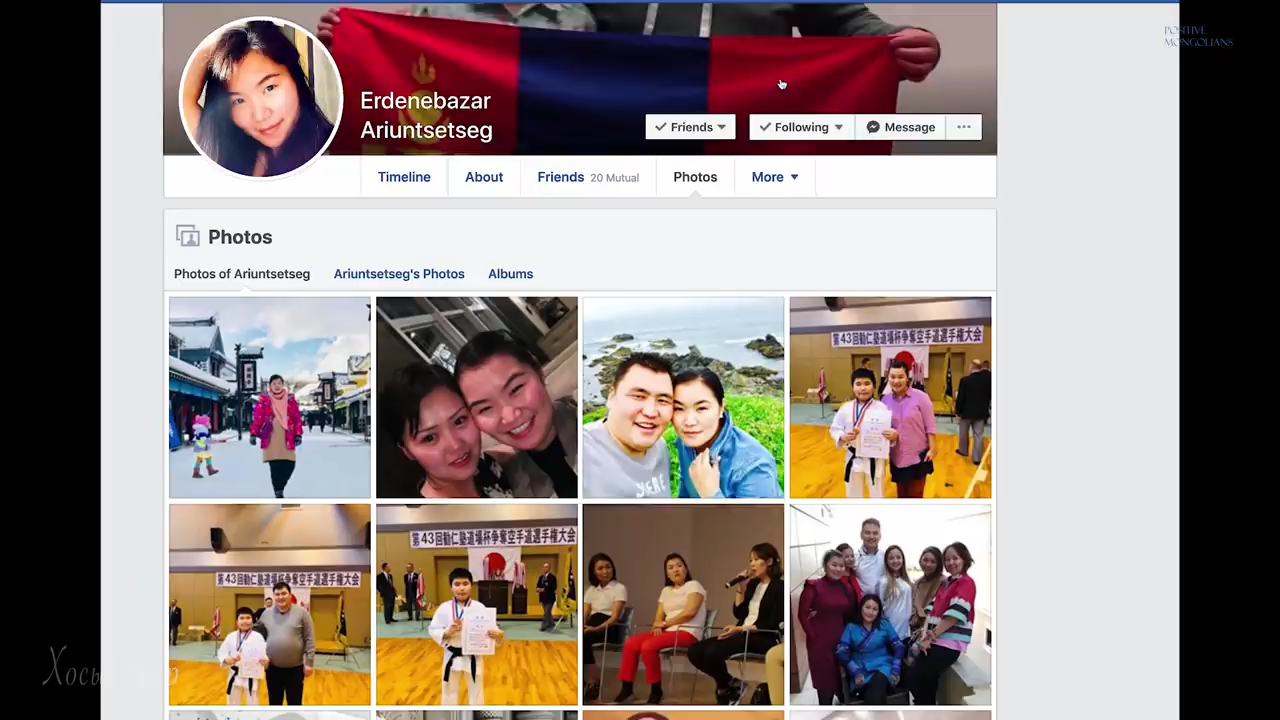 POSITIVE
MONGOLIANS
Erdenebazar
Ariuntsetseg
Friends
Following
Message
Timeline
About
Friends 20 Mutual
Photos
More
Photos
Photos of Ariuntsetseg
Ariuntsetseg's Photos
Albums
第43回勧仁塾道場杯争奪空手道選手権大会
第43回勧仁塾道場杯争奪空手道選手権大会
第43回勧仁塾道場杯争奪空手道選手権大会